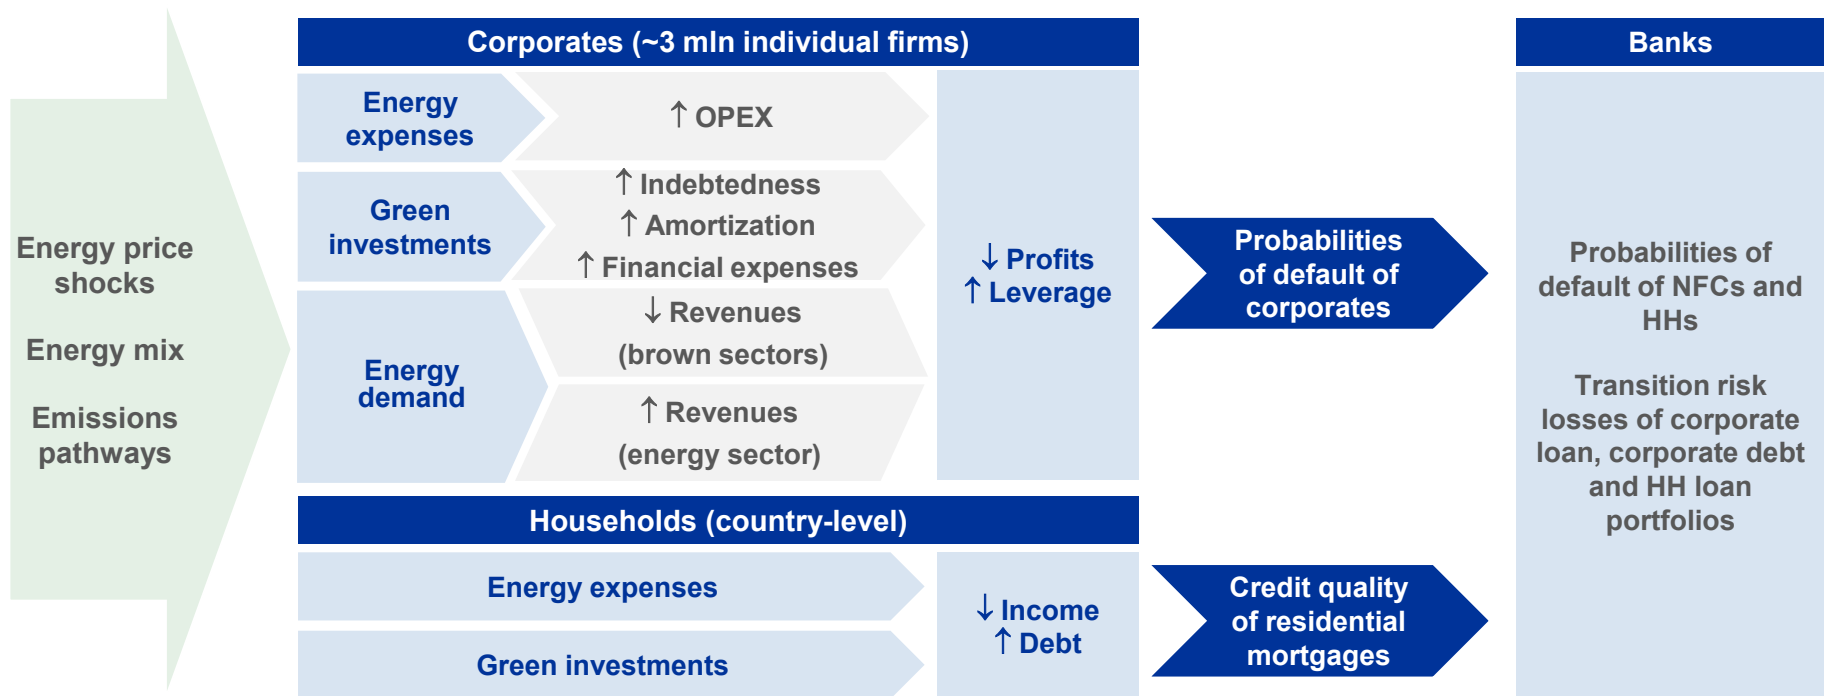 Energy price
shocks
Energy mix
Emissions
pathways
Corporates (~3 mln individual firms)
Energy
expenses
↑ OPEX
Green
investments
↑ Indebtedness
↑ Amortization
↑ Financial expenses
Energy
demand
↓ Revenues
(brown sectors)
↑ Revenues
(energy sector)
↓ Profits
↑ Leverage
Probabilities
of default of
corporates
Households (country-level)
Energy expenses
Green investments
↓ Income
↑ Debt
Credit quality
of residential
mortgages
Banks
Probabilities of
default of NFCs and
HHs
Transition risk
losses of corporate
loan, corporate debt
and HH loan
portfolios